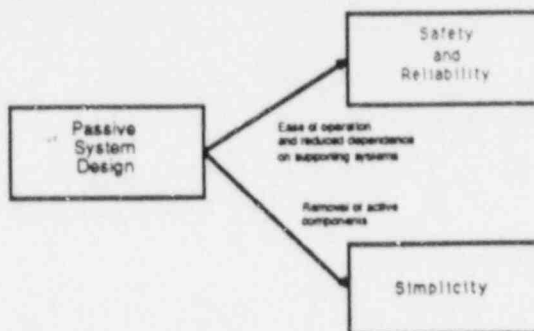 Safety
and
Reliability
Passive
System
Design
Ease of operation
and reduced dependence
on supporting systems
Removal of active
components
Simplicity